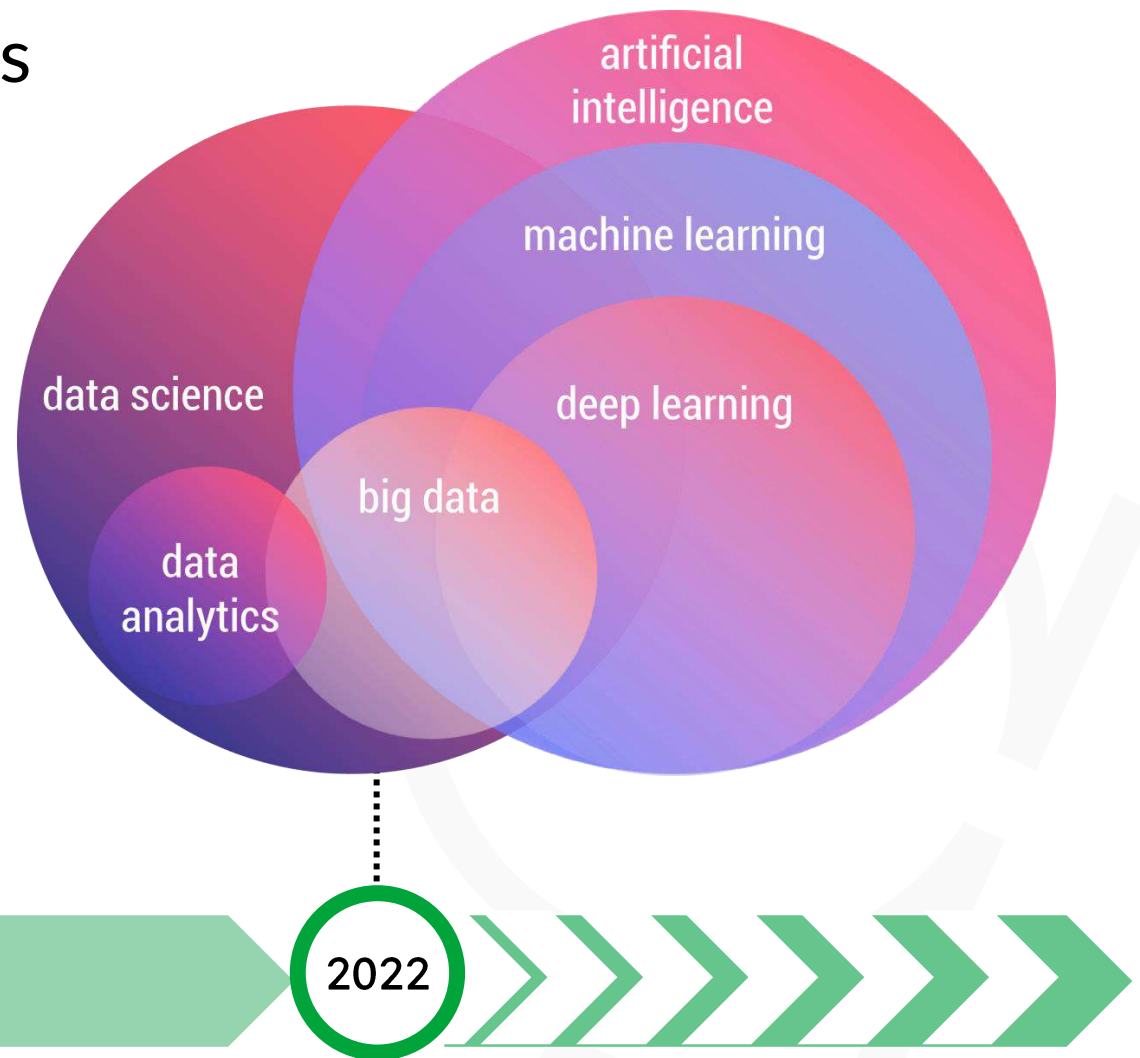 s
artificial
intelligence
machine learning
data science
deep learning
big data
data
analytics
2022